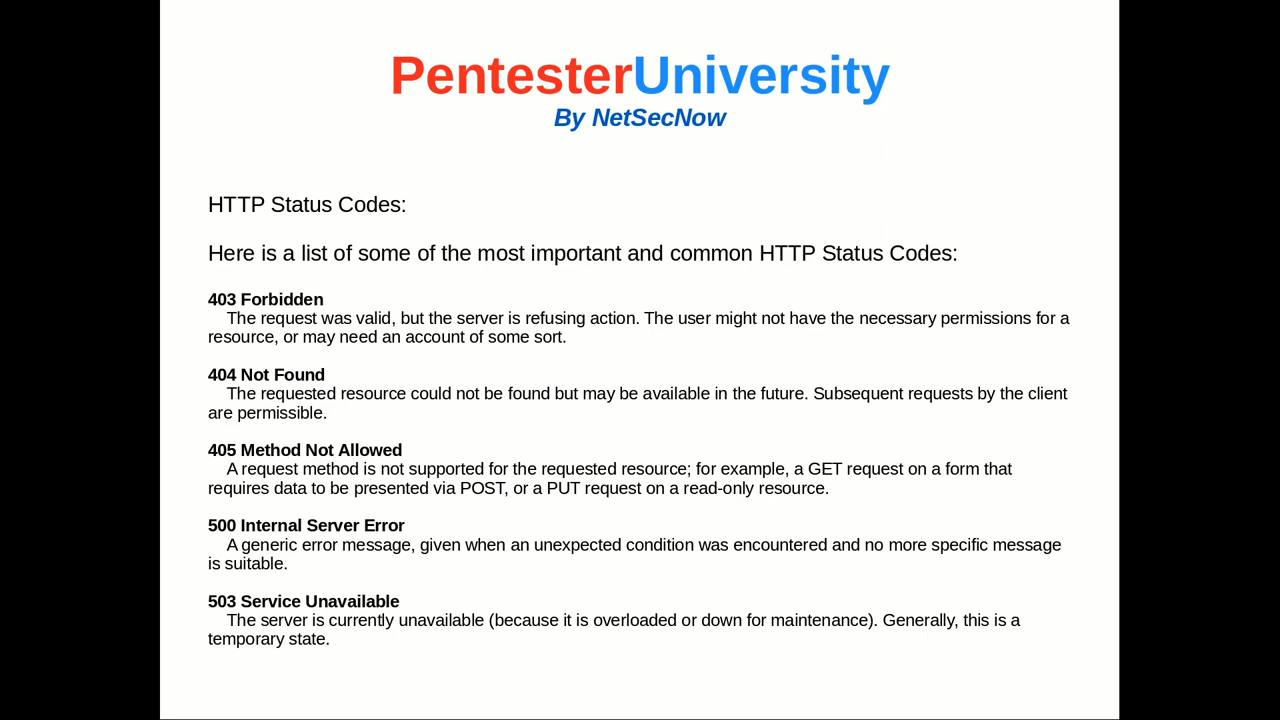 PentesterUniversity
By NetSecNow
HTTP Status Codes:
Here is a list of some of the most important and common HTTP Status Codes:
403 Forbidden
The request was valid, but the server is refusing action. The user might not have the necessary permissions for a
resource, or may need an account of some sort.
404 Not Found
The requested resource could not be found but may be available in the future. Subsequent requests by the client
are permissible.
405 Method Not Allowed
A request method is not supported for the requested resource; for example, a GET request on a form that
requires data to be presented via POST, or a PUT request on a read-only resource.
500 Internal Server Error
A generic error message, given when an unexpected condition was encountered and no more specific message
is suitable.
503 Service Unavailable
The server is currently unavailable (because it is overloaded or down for maintenance). Generally, this is a
temporary state.